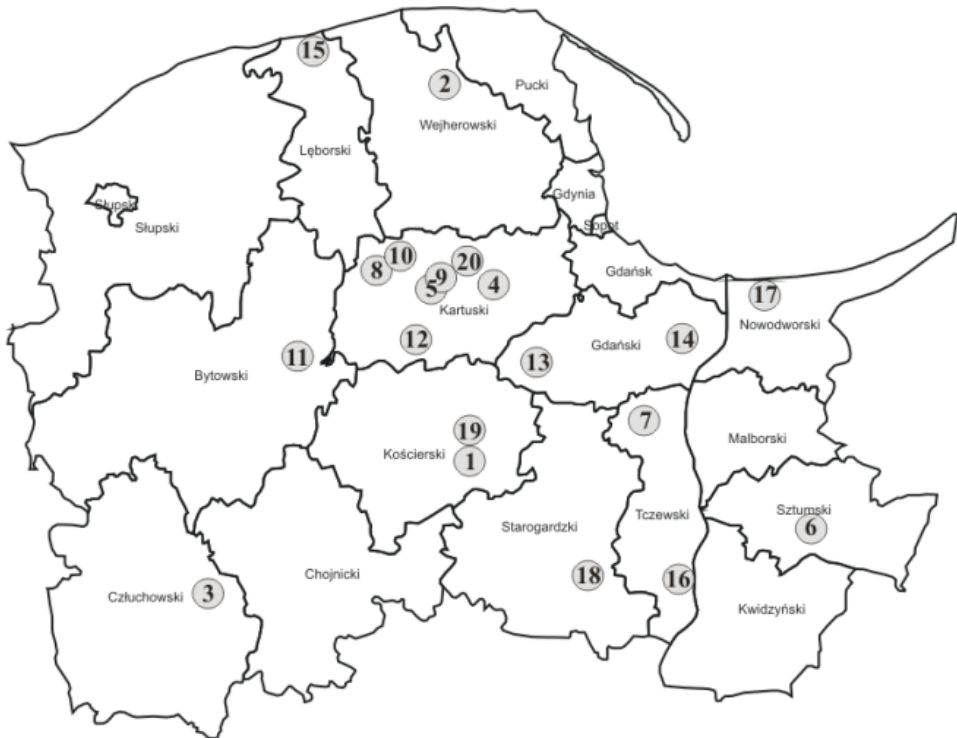 15
2
Pucki
Wejherowski
Lęborski
Gdynia
Słupsk
Słupski
Sopot
10
20
8
9
5
4
Gdańsk
17
Kartuski
Nowodworski
12
Gdański
14
11
13
Bytowski
7
19
Kościerski
1
Malborski
Sztumski
6
Starogardzki
Tczewski
Chojnicki
18
16
Człuchowski
3
Kwidzyński